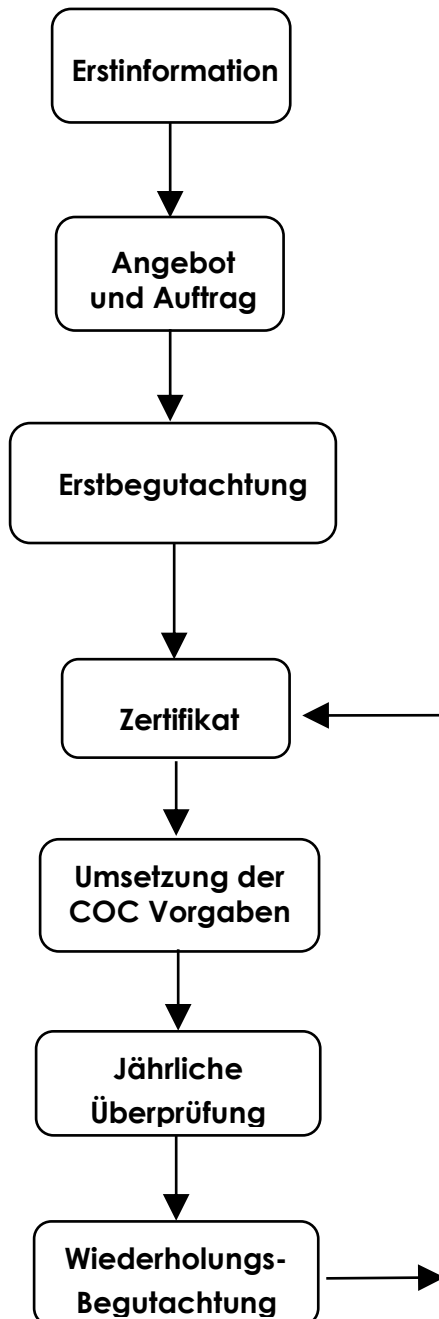 Erstinformation
Angebot
und Auftrag
Erstbegutachtung
Zertifikat
Umsetzung der
COC Vorgaben
Jährliche
Überprüfung
Wiederholungs-
Begutachtung